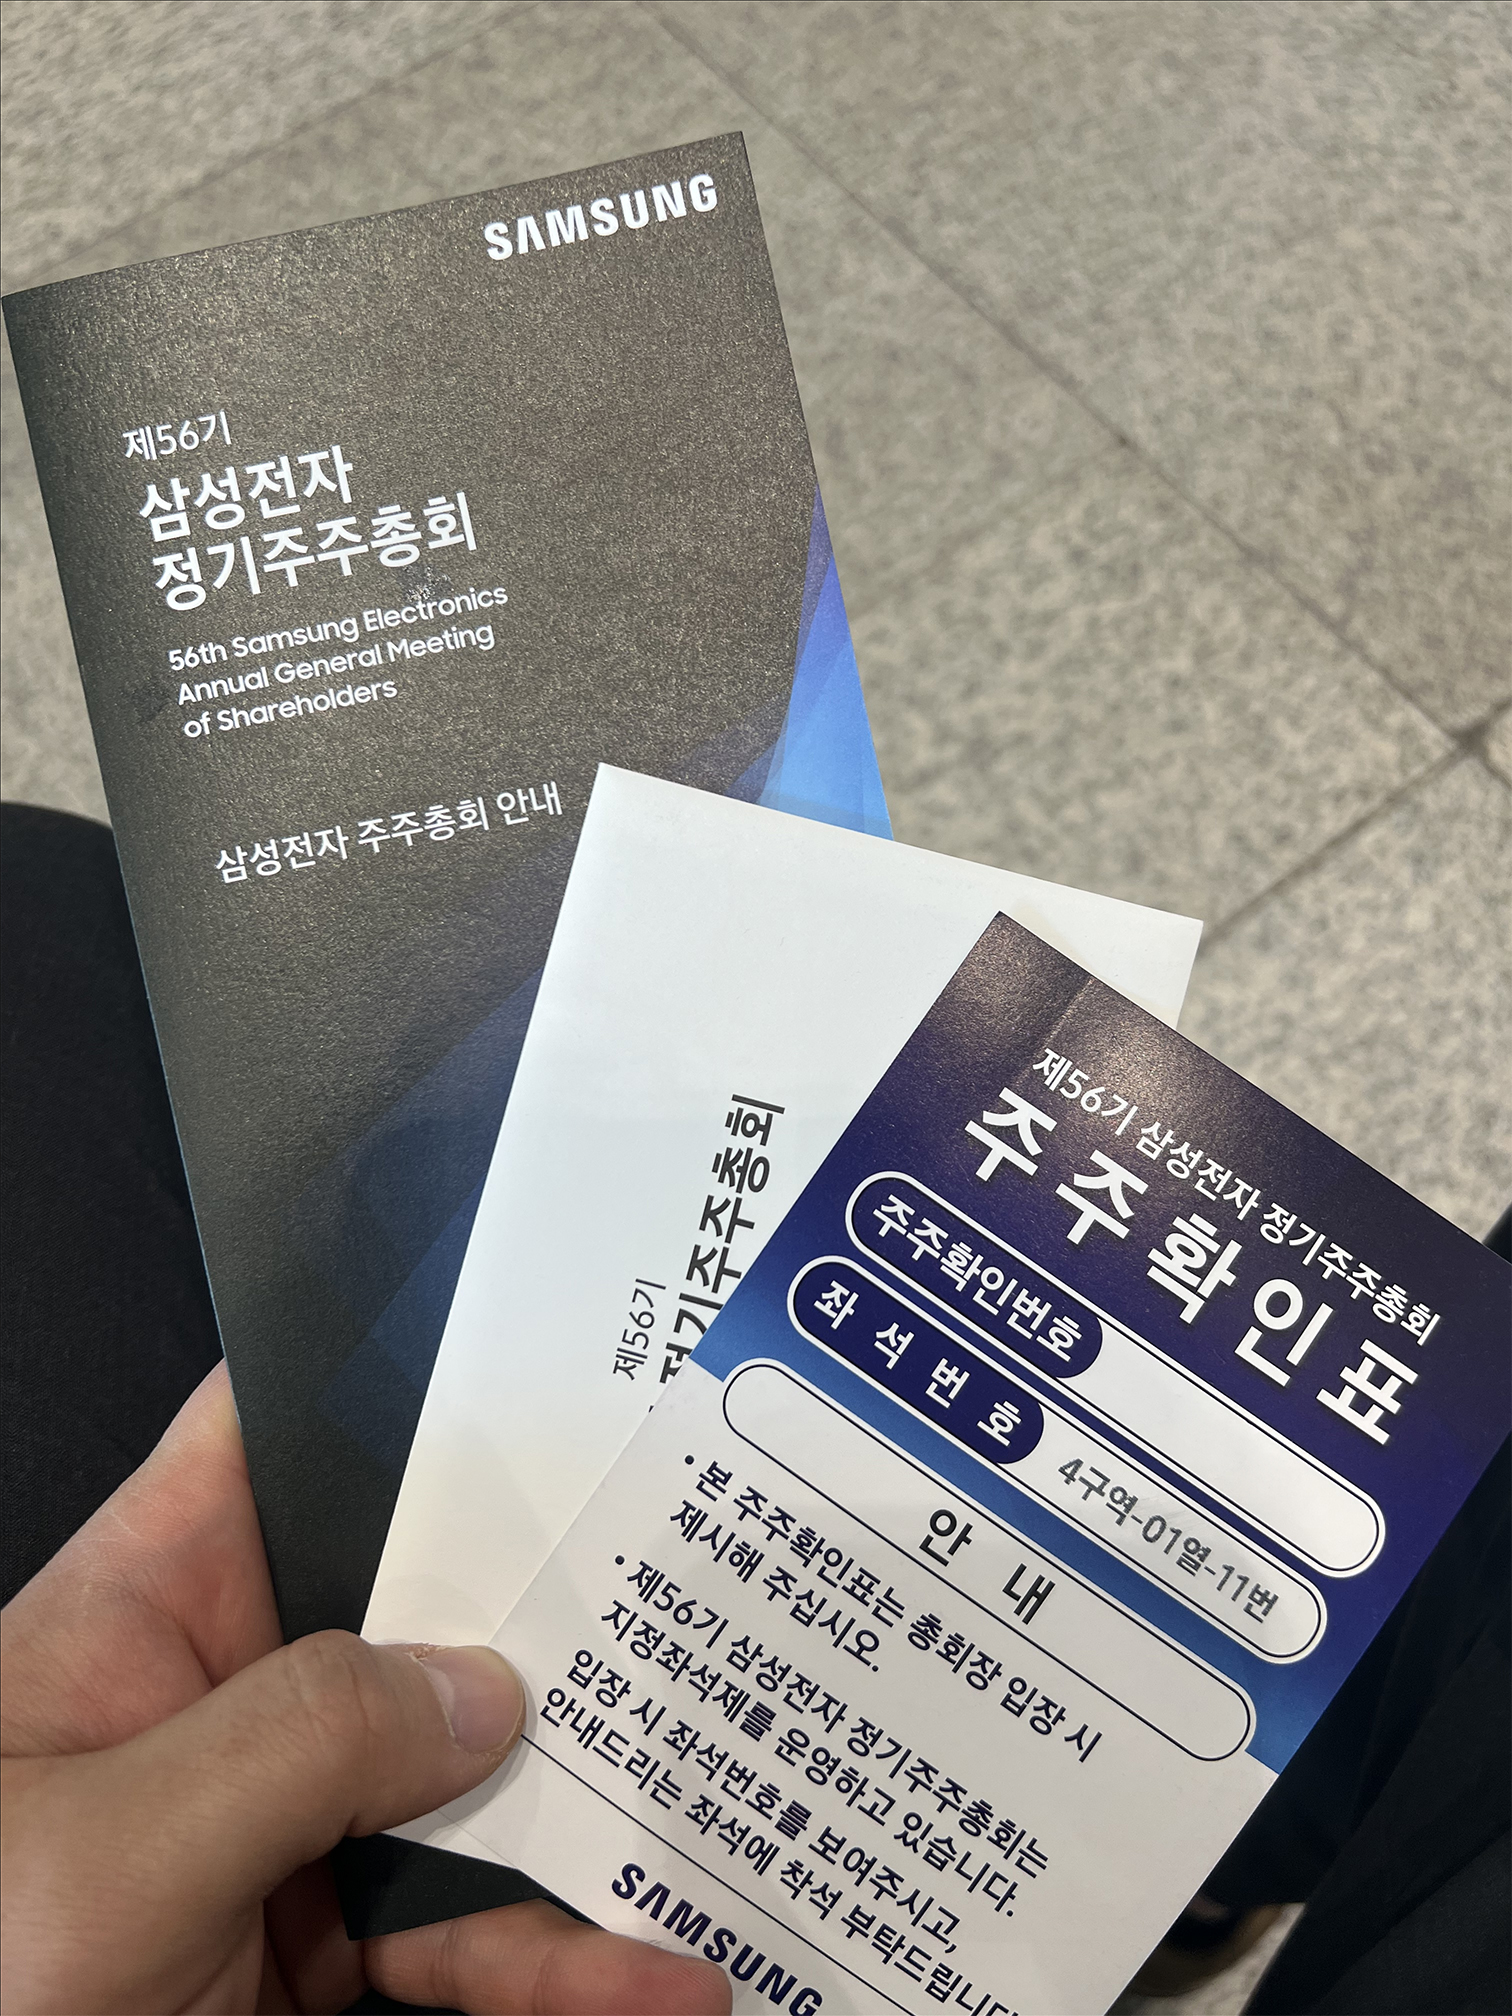 SAMSUNG
제56기
삼성전자
정기주주총회
56th Samsung Electronics
Annual General Meeting
of Shareholders
삼성전자 주주총회 안내
제56기
정기주주총회
제56기 삼성전자 정기주주총회
주주확인표
주주확인번호
좌석번호
4구역-01열-11번
안 내
• 본 주주확인표는 총회장 입장 시
제시해 주십시오.
• 제56기 삼성전자 정기주주총회는
지정좌석제를 운영하고 있습니다.
입장 시 좌석번호를 보여주시고,
안내드리는 좌석에 착석 부탁드립니다
SAMSUNG